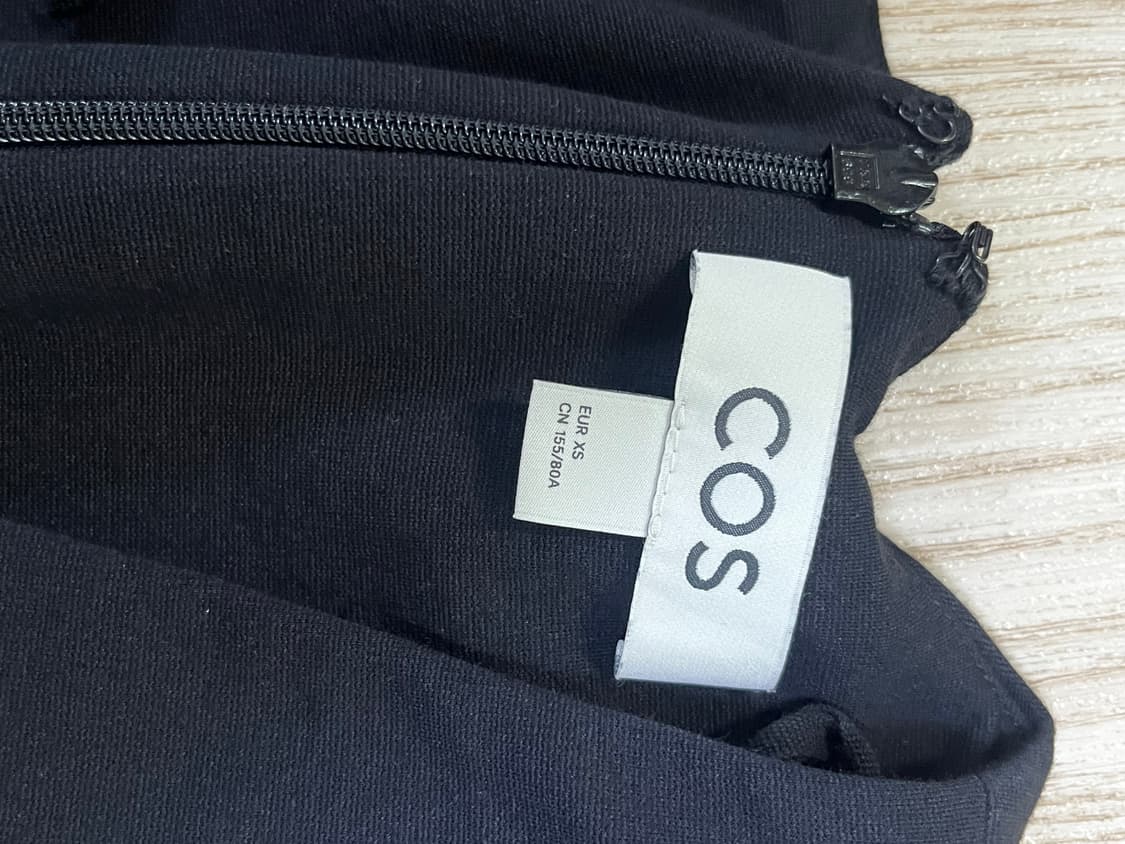 COS
EUR XS
CN 155/80A